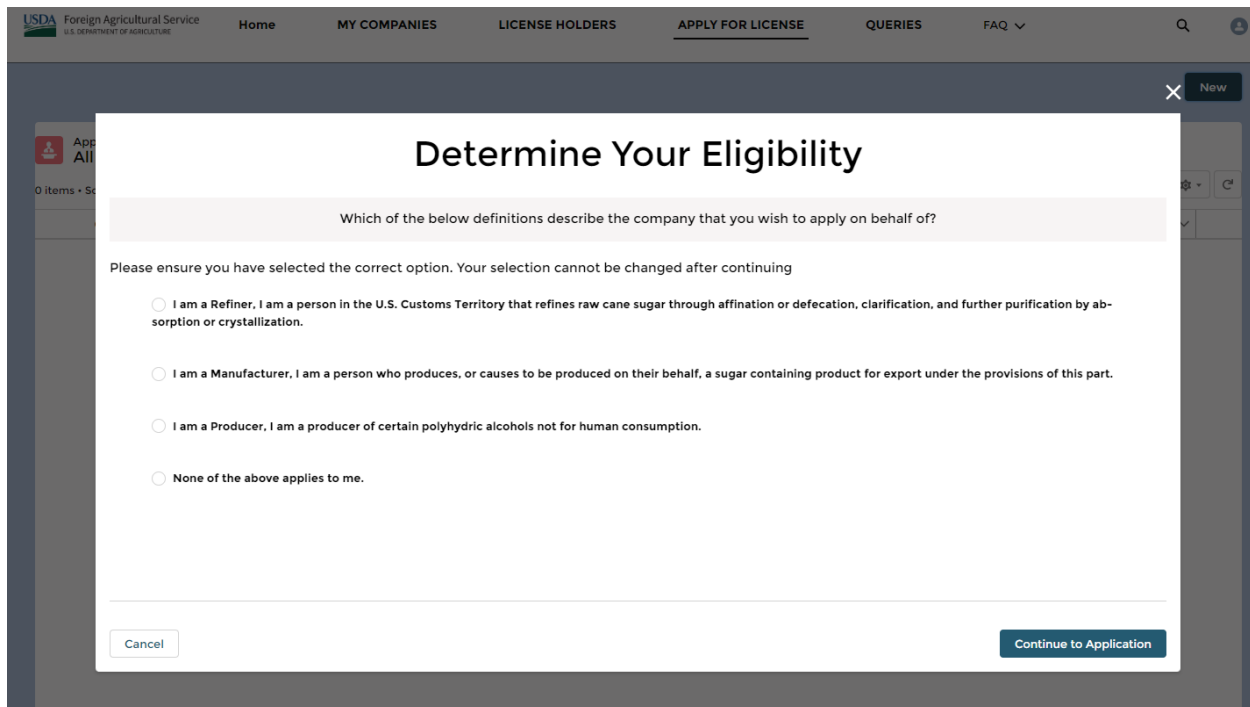 USDA Foreign Agricultural Service
U.S. DEPARTMENT OF AGRICULTURE
Home MY COMPANIES LICENSE HOLDERS APPLY FOR LICENSE QUERIES FAQ
New
App
All
0 items • So
Determine Your Eligibility
Which of the below definitions describe the company that you wish to apply on behalf of?
Please ensure you have selected the correct option. Your selection cannot be changed after continuing
I am a Refiner, I am a person in the U.S. Customs Territory that refines raw cane sugar through affination or defecation, clarification, and further purification by ab-
sorption or crystallization.
I am a Manufacturer, I am a person who produces, or causes to be produced on their behalf, a sugar containing product for export under the provisions of this part.
I am a Producer, I am a producer of certain polyhydric alcohols not for human consumption.
None of the above applies to me.
Cancel
Continue to Application